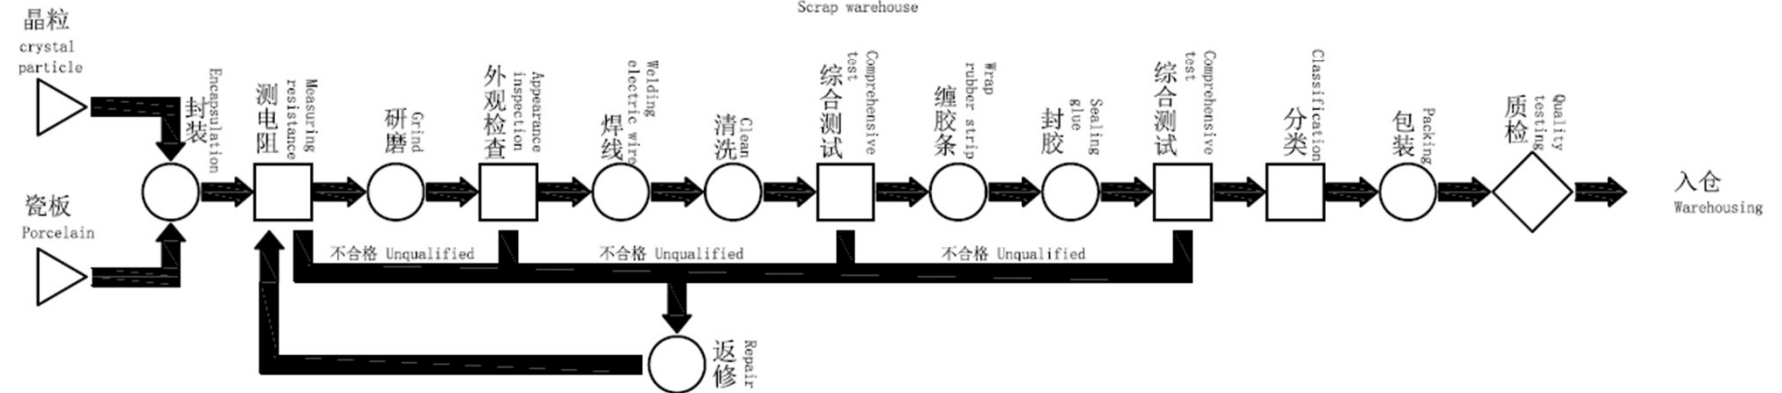 Scrap warehouse
晶粒
crystal
particle
封装
Encapsulation
测电阻
Measuring
resistance
研磨
Grind
外观检查
Appearance
inspection
焊线
Welding
electric wire
清洗
Clean
综合测试
Comprehensive
test
缠胶条
Wrap
rubber strip
封胶
Sealing
glue
综合测试
Comprehensive
test
分类
Classification
包装
Packing
质检
Quality
testing
入仓
Warehousing
瓷板
Porcelain
不合格 Unqualified
不合格 Unqualified
不合格 Unqualified
返修
Repair